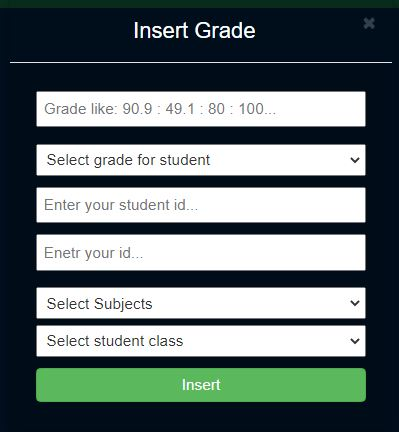 Insert Grade
Grade like: 90.9 : 49.1 : 80 : 100...
Select grade for student
Enter your student id...
Enetr your id...
Select Subjects
Select student class
Insert